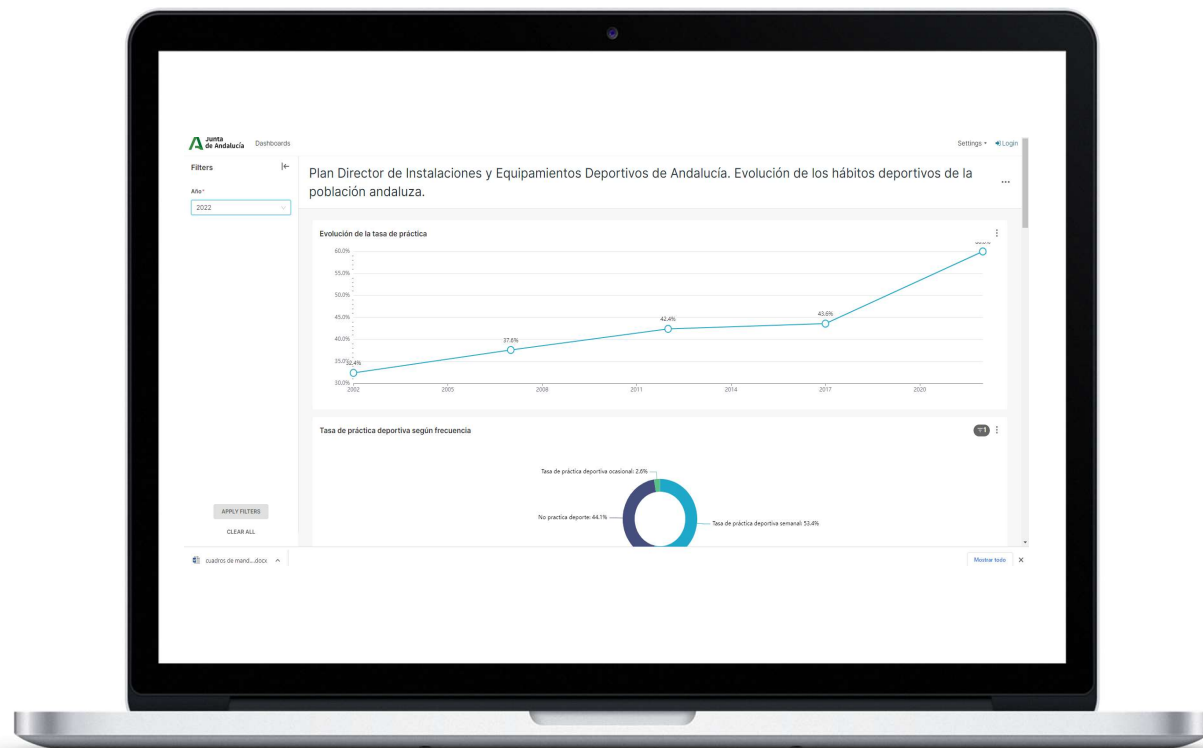 Junta
de Andalucía
Dashboards
Settings
Login
Filters
Año*
2022
APPLY FILTERS
CLEAR ALL
Plan Director de Instalaciones y Equipamientos Deportivos de Andalucía. Evolución de los hábitos deportivos de la
población andaluza.
Evolución de la tasa de práctica
60.0%
55.0%
50.0%
45.0%
40.0%
35.0%
30.0%
32.4%
37.6%
42.4%
43.6%
2002
2005
2008
2011
2014
2017
2020
Tasa de práctica deportiva según frecuencia
1
Tasa de práctica deportiva ocasional: 2.6%
No practica deporte: 44.1%
Tasa de práctica deportiva semanal: 53.4%
cuadros de mand....docx
Mostrar todo